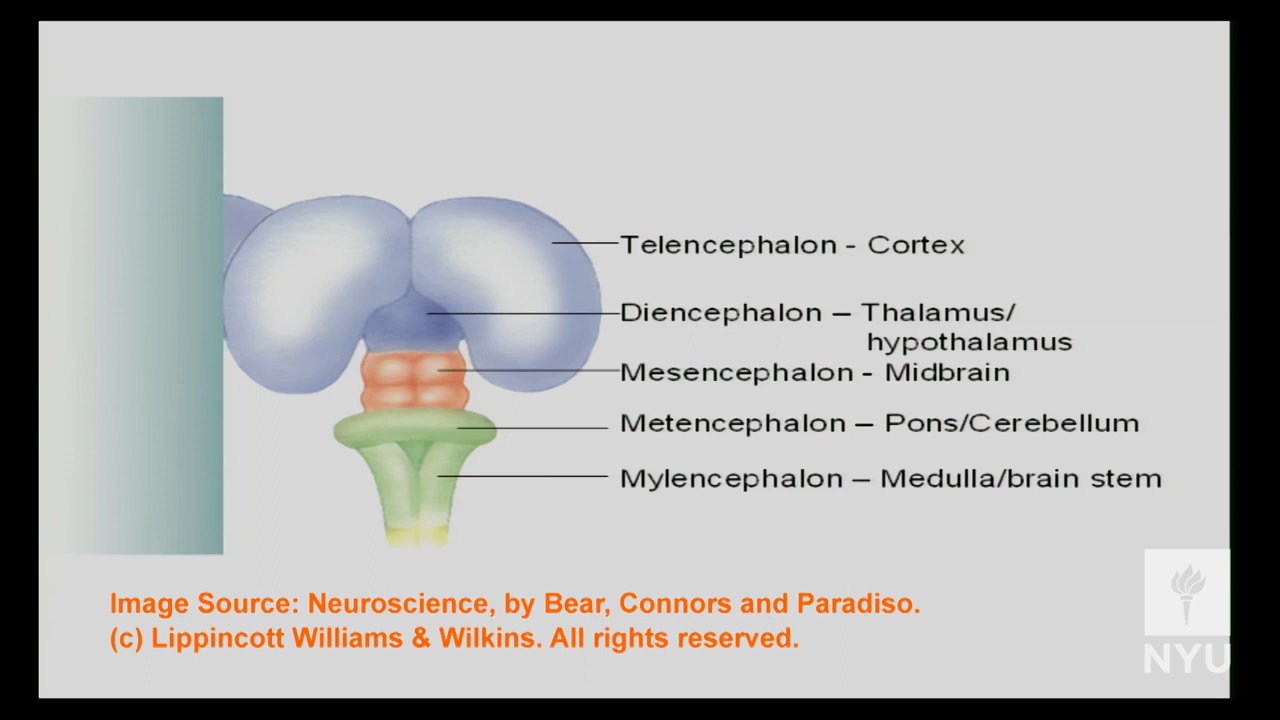 Telencephalon - Cortex
Diencephalon – Thalamus/
hypothalamus
Mesencephalon - Midbrain
Metencephalon – Pons/Cerebellum
Mylencephalon – Medulla/brain stem
Image Source: Neuroscience, by Bear, Connors and Paradiso.
(c) Lippincott Williams & Wilkins. All rights reserved.
NYU